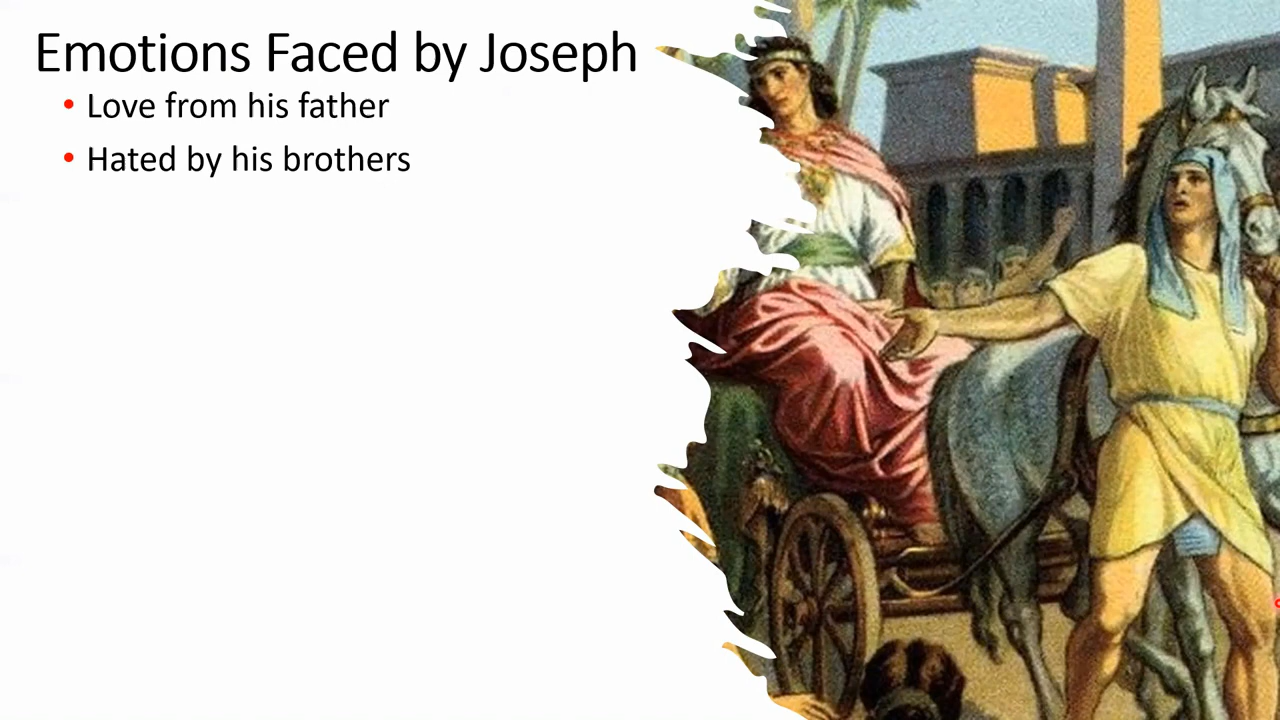 Emotions Faced by Joseph
• Love from his father
• Hated by his brothers